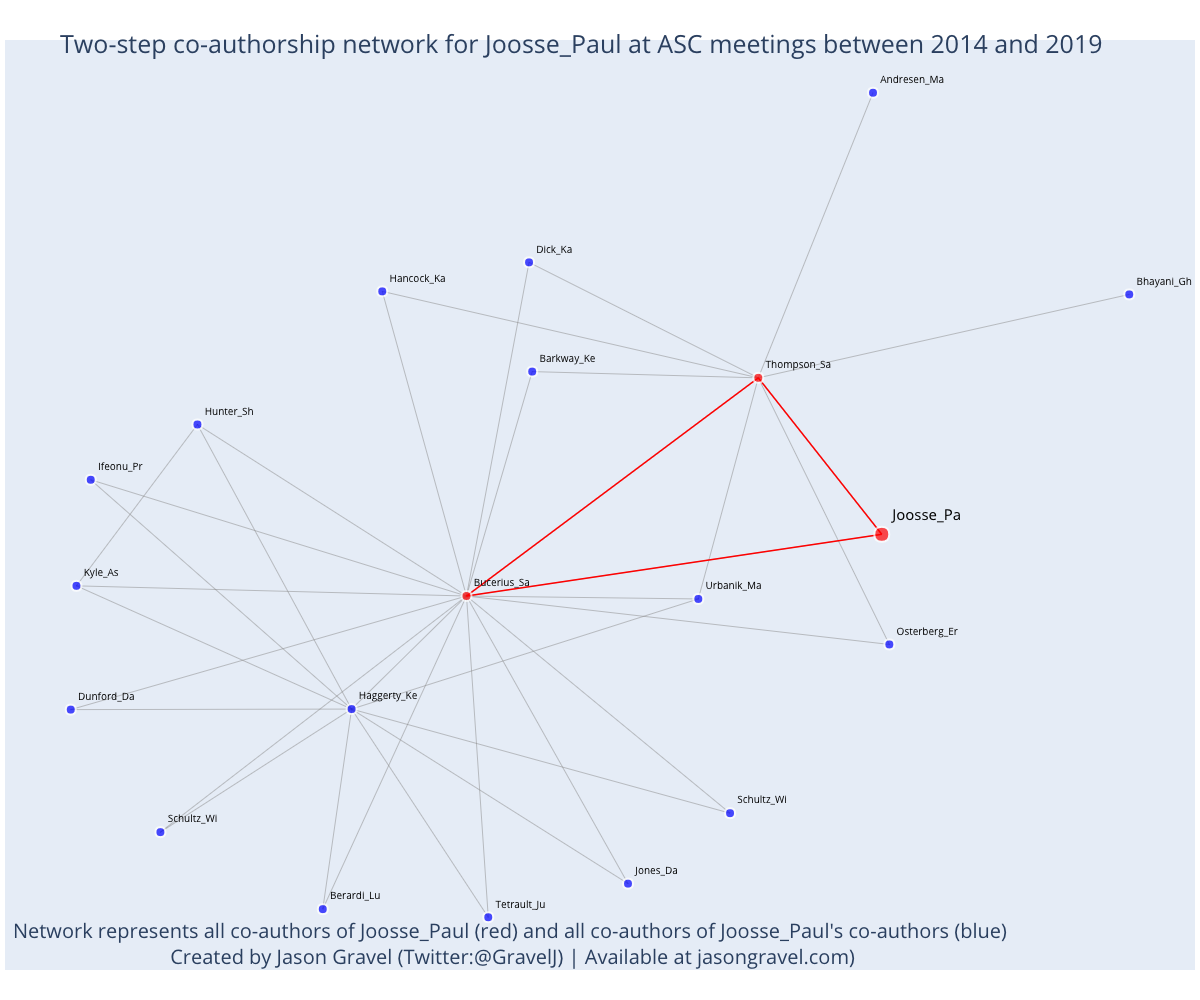 Two-step co-authorship network for Joosse_Paul at ASC meetings between 2014 and 2019
Andresen_Ma
Dick_Ka
Hancock_Ka
Bhayani_Gh
Barkway_Ke
Thompson_Sa
Hunter_Sh
Ifeonu_Pr
Joosse_Pa
Kyle_As
Bucerius_Sa
Urbanik_Ma
Osterberg_Er
Dunford_Da
Haggerty_Ke
Schultz_Wi
Schultz_Wi
Jones_Da
Berardi_Lu
Tetrault_Ju
Network represents all co-authors of Joosse_Paul (red) and all co-authors of Joosse_Paul's co-authors (blue)
Created by Jason Gravel (Twitter:@GravelJ) | Available at jasongravel.com)